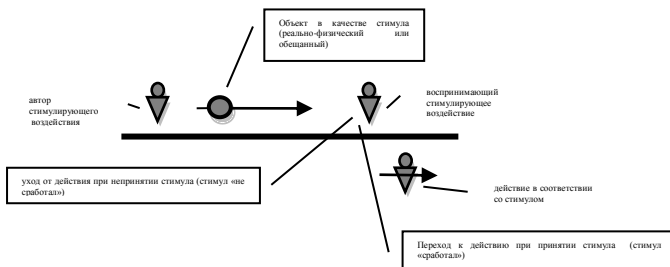 Объект в качестве стимула
(реально-физический или
обещанный)
автор
стимулирующего
воздействия
воспринимающий
стимулирующее
воздействие
уход от действия при непринятии стимула (стимул «не
сработал»)
действие в соответствии
со стимулом
Переход к действию при принятии стимула (стимул
«сработал»)